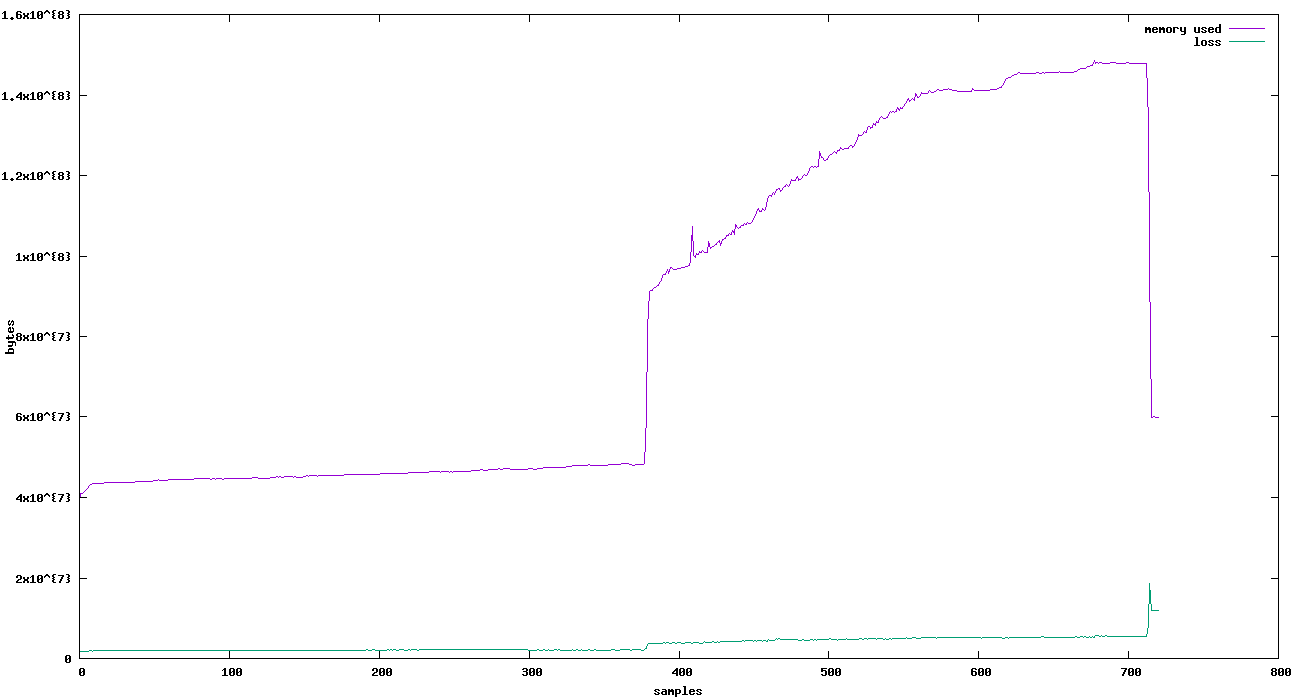 1.6x10^{8}
1.4x10^{8}
1.2x10^{8}
1x10^{8}
8x10^{7}
6x10^{7}
4x10^{7}
2x10^{7}
0
bytes
memory used
loss
0 100 200 300 400 500 600 700 800
samples